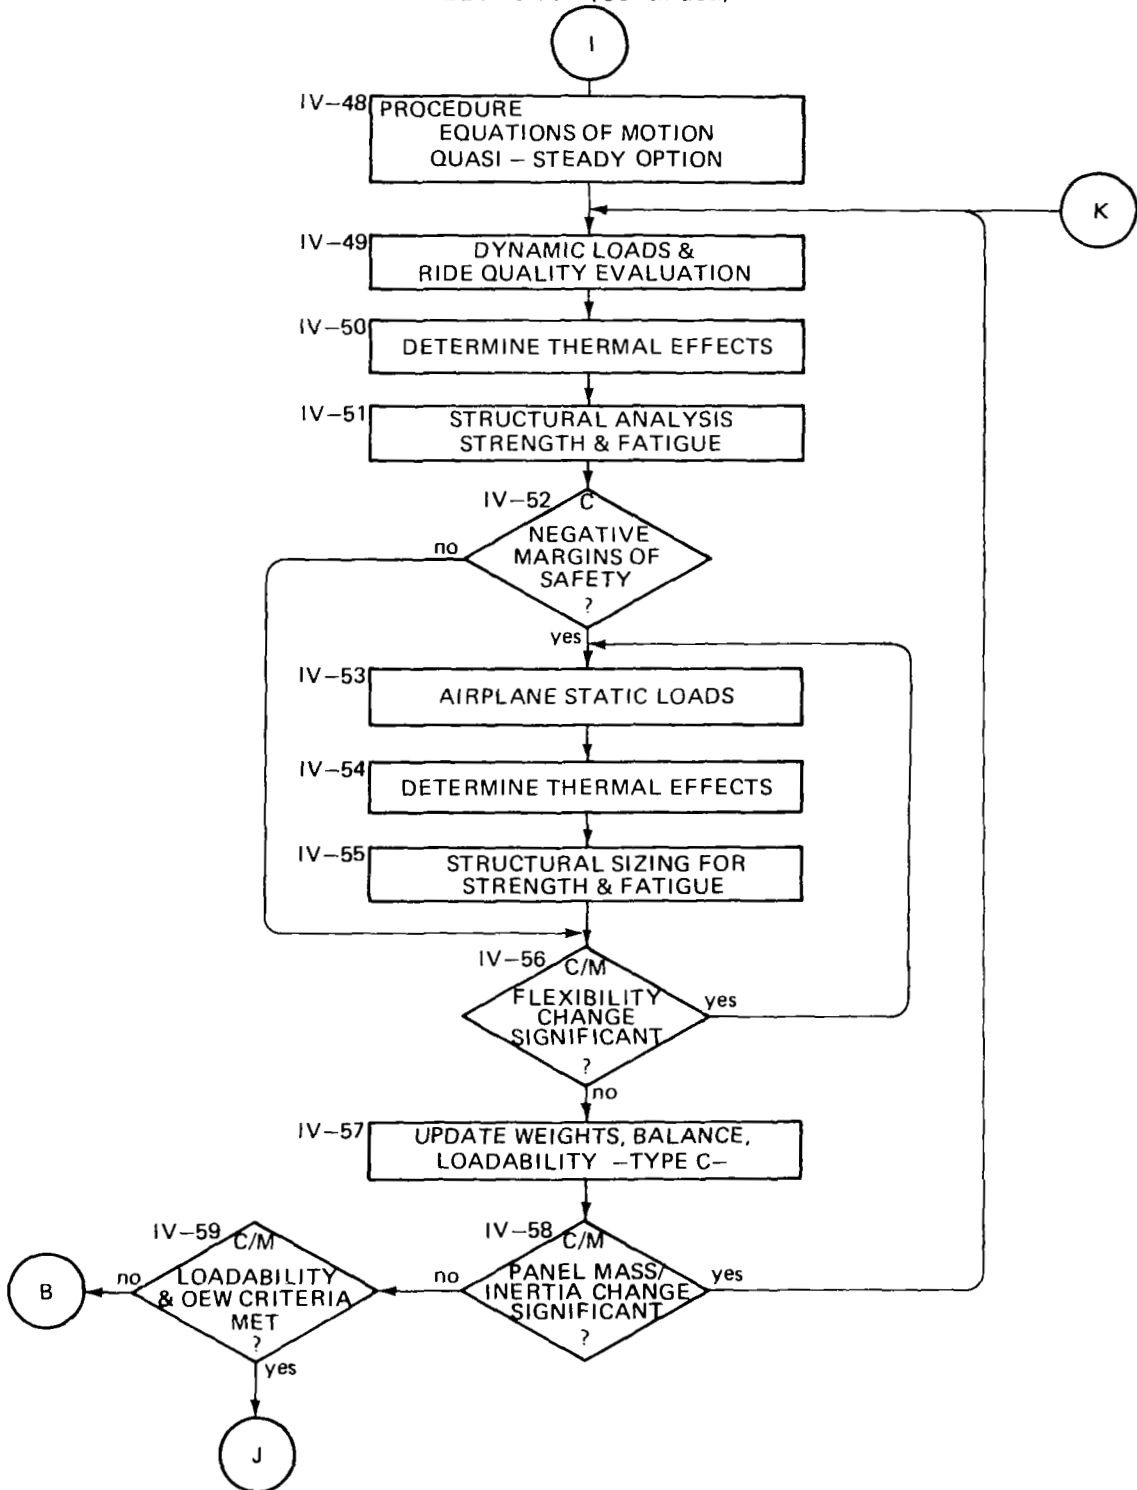 I
IV–48
PROCEDURE
EQUATIONS OF MOTION
QUASI – STEADY OPTION
K
IV–49
DYNAMIC LOADS &
RIDE QUALITY EVALUATION
IV–50
DETERMINE THERMAL EFFECTS
IV–51
STRUCTURAL ANALYSIS
STRENGTH & FATIGUE
IV–52
C
NEGATIVE
MARGINS OF
SAFETY
?
no
yes
IV–53
AIRPLANE STATIC LOADS
IV–54
DETERMINE THERMAL EFFECTS
IV–55
STRUCTURAL SIZING FOR
STRENGTH & FATIGUE
IV–56
C/M
FLEXIBILITY
CHANGE
SIGNIFICANT
?
yes
no
IV–57
UPDATE WEIGHTS, BALANCE,
LOADABILITY –TYPE C–
IV–58
C/M
PANEL MASS/
INERTIA CHANGE
SIGNIFICANT
?
yes
no
IV–59
C/M
LOADABILITY
& OEW CRITERIA
MET
?
no
B
yes
J